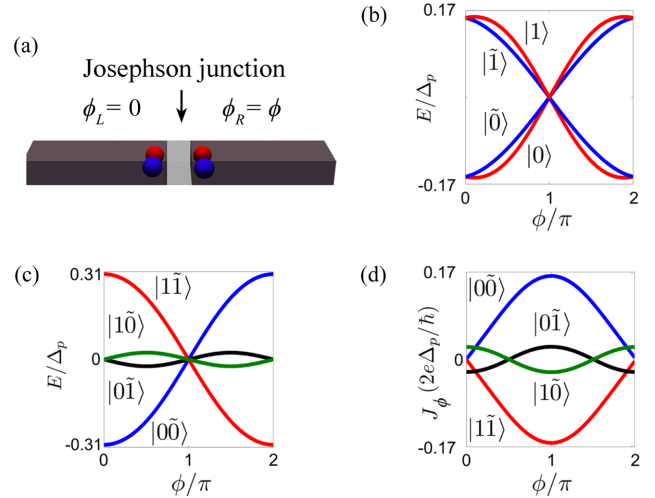 (a)
Josephson junction
ϕ_L = 0
ϕ_R = ϕ
(b)
0.17
E/Δ_p
-0.17
|1⟩
|1̃⟩
|0̃⟩
|0⟩
0
1
2
ϕ/π
(c)
0.31
E/Δ_p
0
-0.31
|11̃⟩
|10̃⟩
|01̃⟩
|00̃⟩
0
1
2
ϕ/π
(d)
0.17
J_ϕ (2eΔ_p/ħ)
0
-0.17
|00̃⟩
|01̃⟩
|10̃⟩
|11̃⟩
0
1
2
ϕ/π